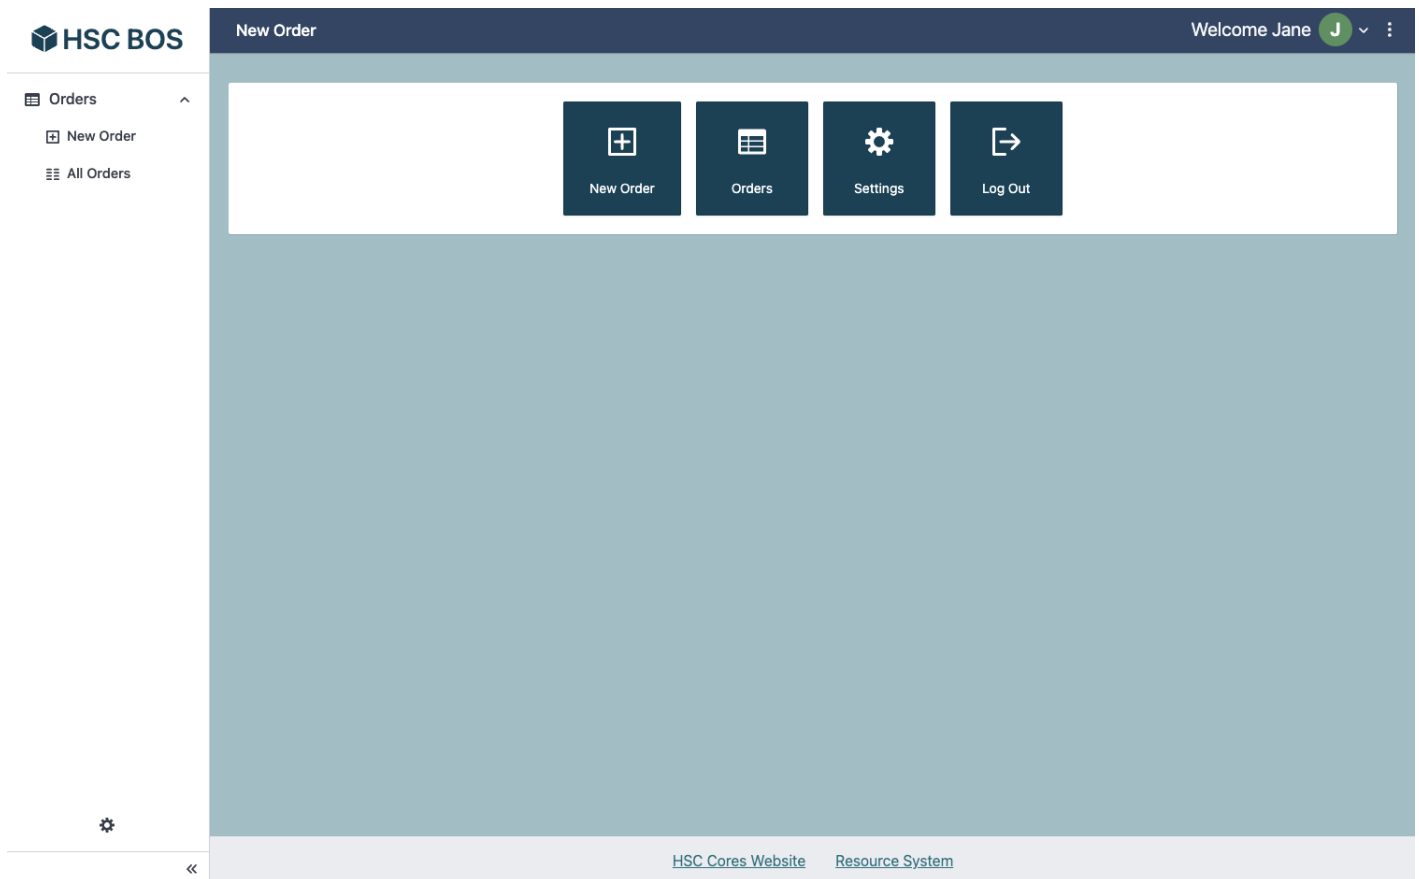 HSC BOS
New Order
Welcome Jane J
Orders
New Order
All Orders
New Order
Orders
Settings
Log Out
HSC Cores Website
Resource System